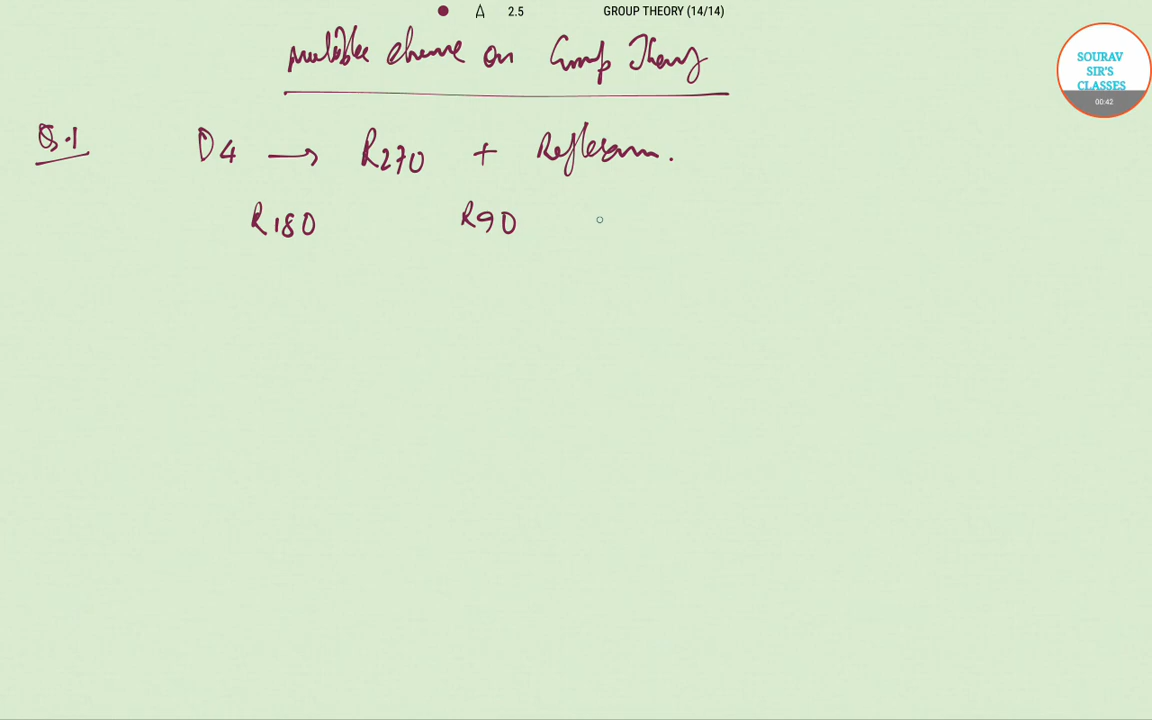 2.5 GROUP THEORY (14/14)
Multiple choice on Group Theory
SOURAV
SIR'S
CLASSES
00:42
Q.1 D4 → R270 + Reflexion.
R180 R90